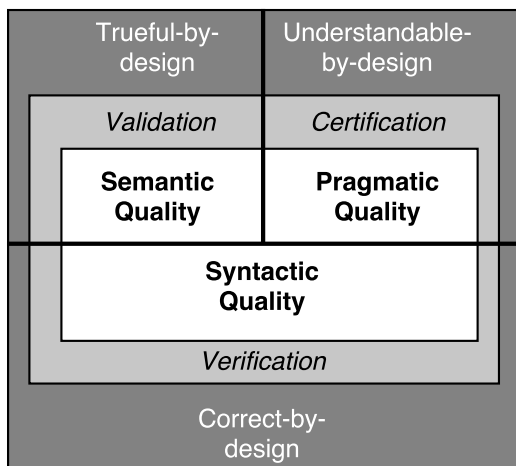 Trueful-by-
design
Understandable-
by-design
Validation
Certification
Semantic
Quality
Pragmatic
Quality
Syntactic
Quality
Verification
Correct-by-
design